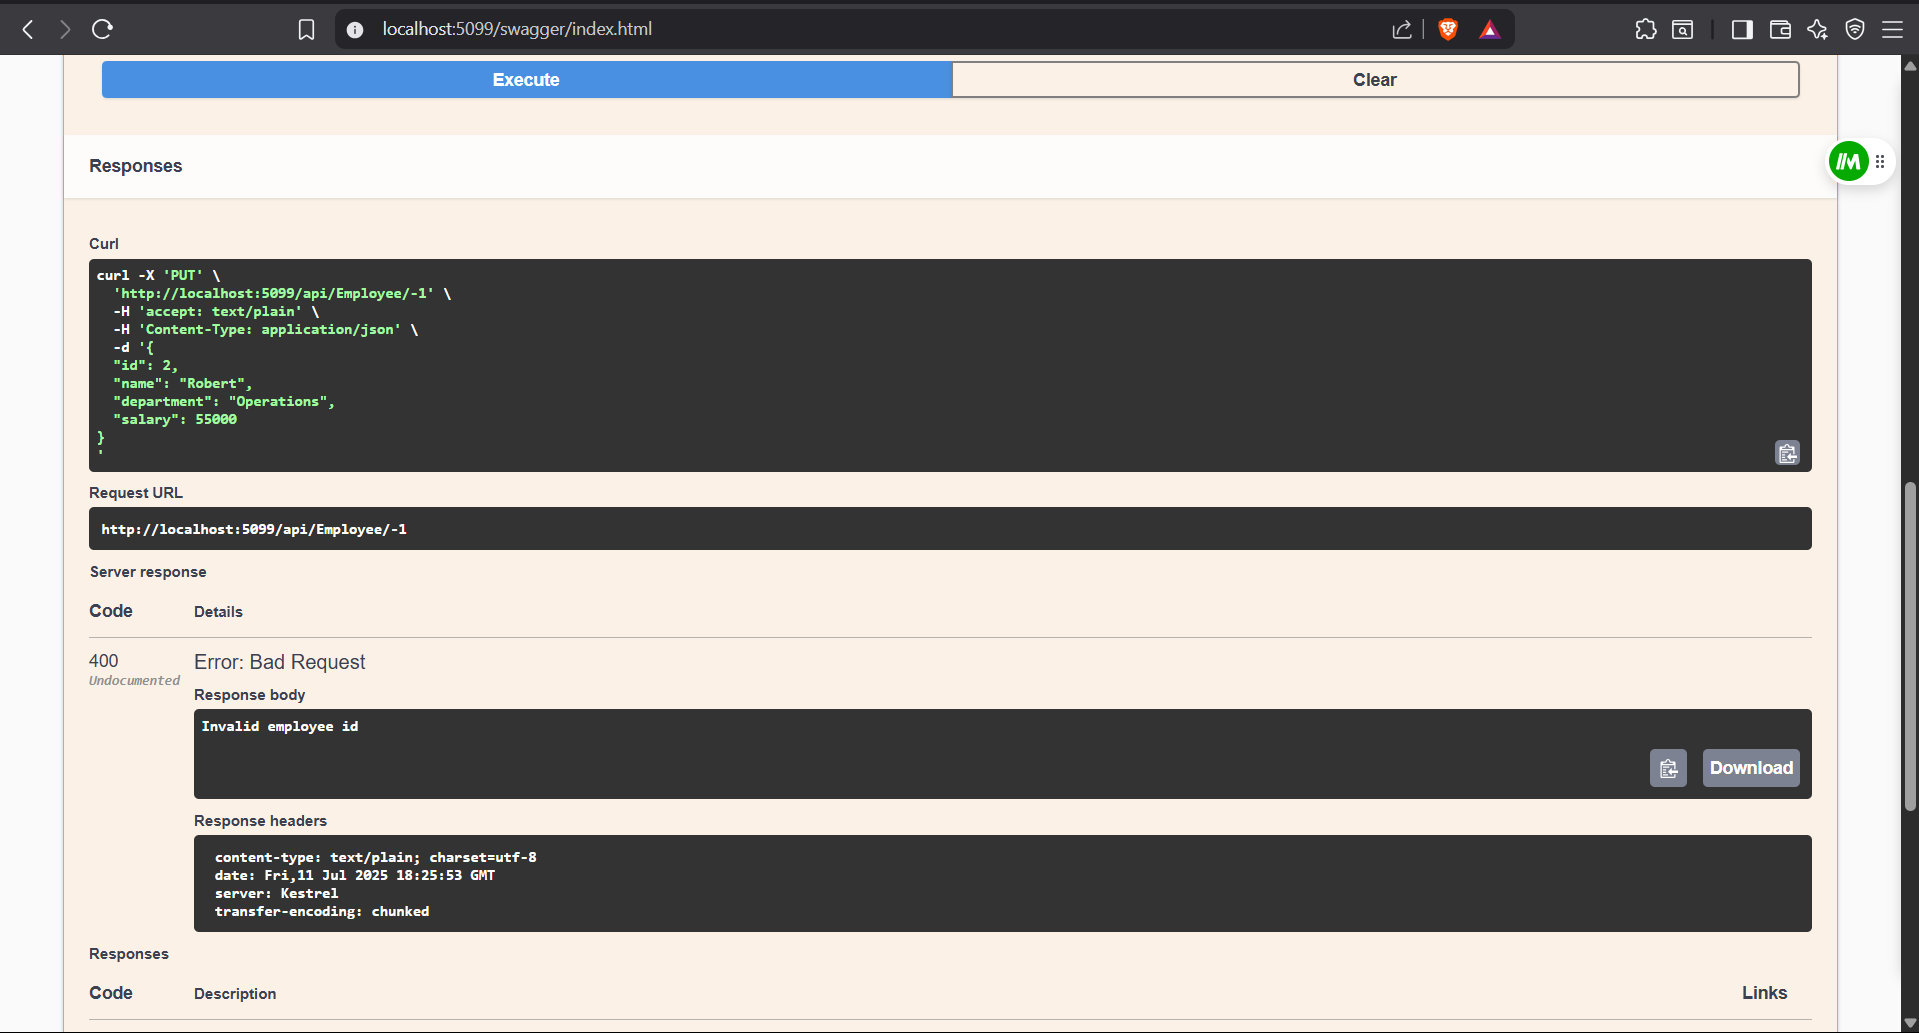 localhost:5099/swagger/index.html
Execute
Clear
Responses
Curl
curl -X 'PUT' \
'http://localhost:5099/api/Employee/-1' \
-H 'accept: text/plain' \
-H 'Content-Type: application/json' \
-d '{
"id": 2,
"name": "Robert",
"department": "Operations",
"salary": 55000
}
'
Request URL
http://localhost:5099/api/Employee/-1
Server response
Code Details
400 Error: Bad Request
Undocumented
Response body
Invalid employee id
Download
Response headers
content-type: text/plain; charset=utf-8
date: Fri,11 Jul 2025 18:25:53 GMT
server: Kestrel
transfer-encoding: chunked
Responses
Code Description Links